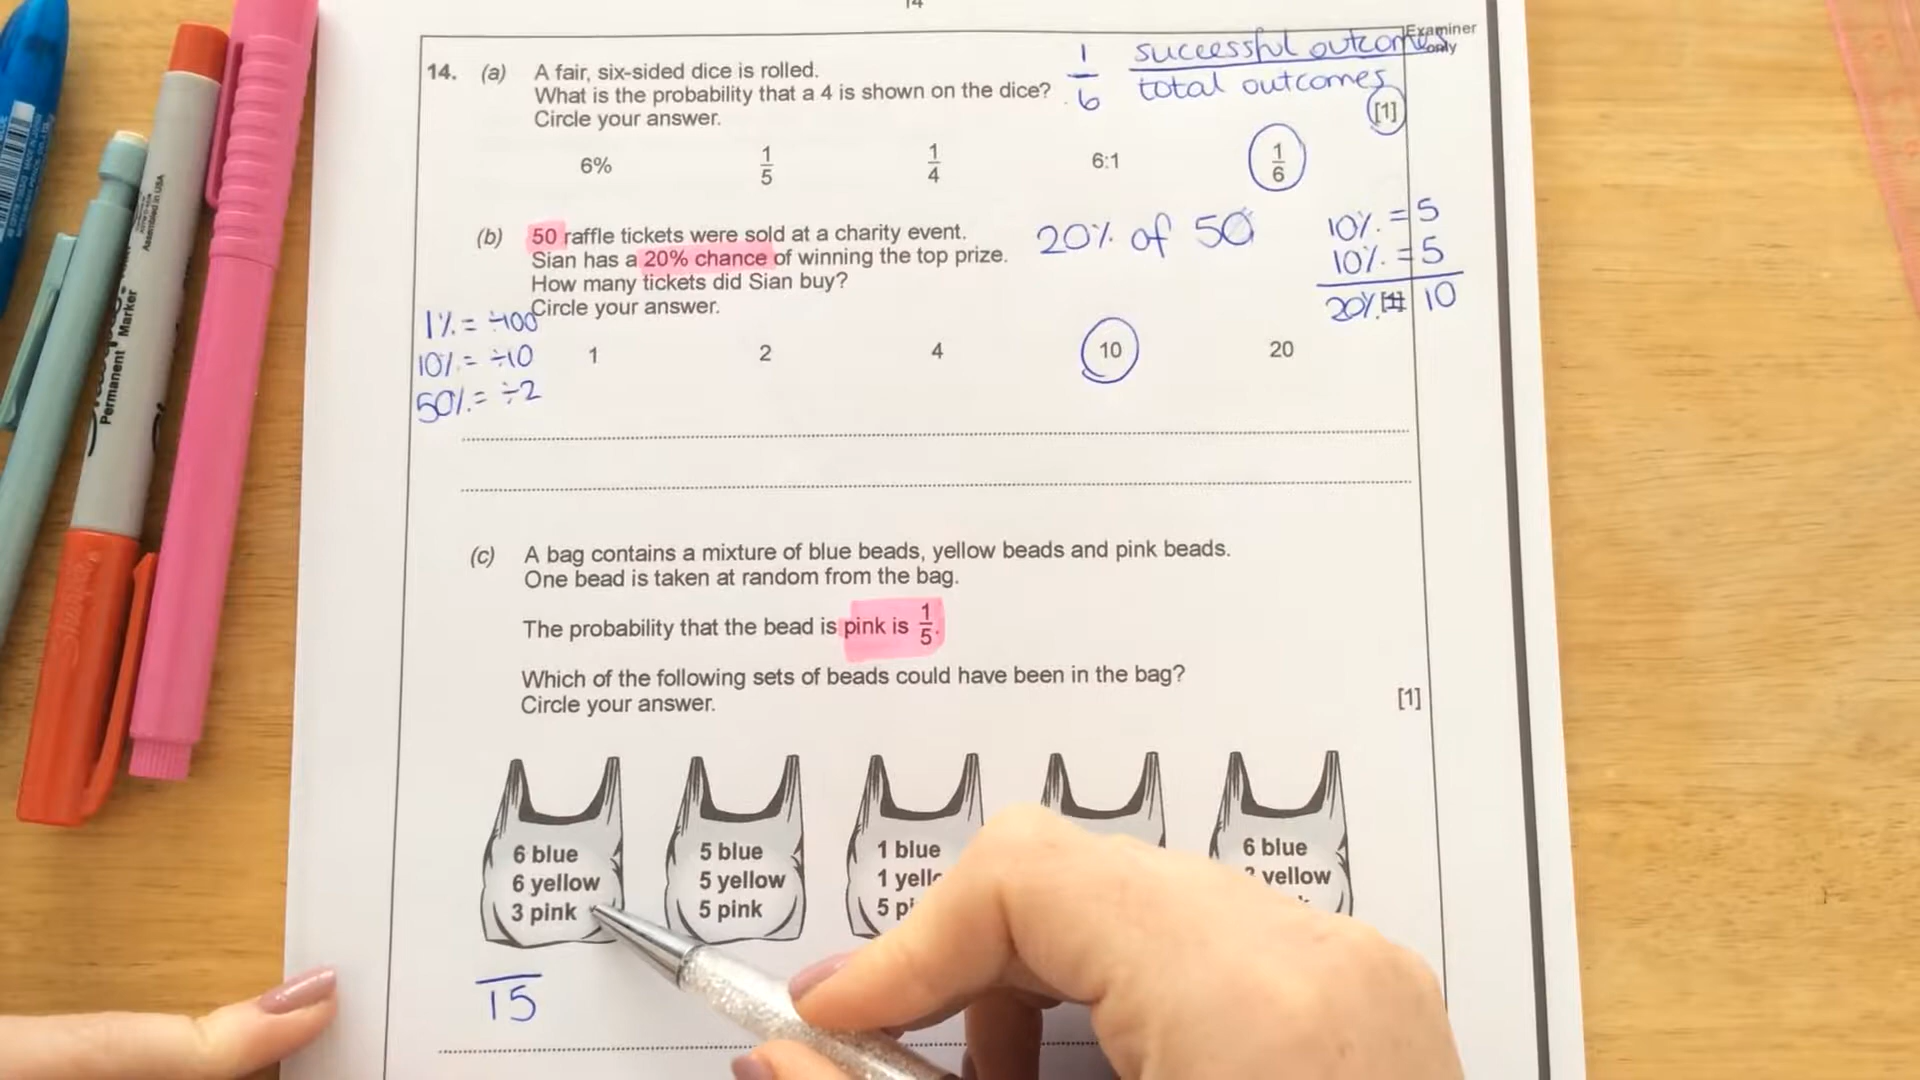 14
Examiner
only
14. (a) A fair, six-sided dice is rolled.
What is the probability that a 4 is shown on the dice?
Circle your answer.
1/6 successful outcomes
total outcomes
[1]
6% 1/5 1/4 6:1 1/6
(b) 50 raffle tickets were sold at a charity event.
Sian has a 20% chance of winning the top prize.
How many tickets did Sian buy?
Circle your answer.
20% of 50
10% = 5
10% = 5
20% [1] 10
1% = ÷100
10% = ÷10
50% = ÷2
1 2 4 10 20
(c) A bag contains a mixture of blue beads, yellow beads and pink beads.
One bead is taken at random from the bag.
The probability that the bead is pink is 1/5.
Which of the following sets of beads could have been in the bag?
Circle your answer.
[1]
6 blue
6 yellow
3 pink
5 blue
5 yellow
5 pink
1 blue
1
5
6 blue
yellow
15
Permanent Marker
Sharpie
Assembled in USA